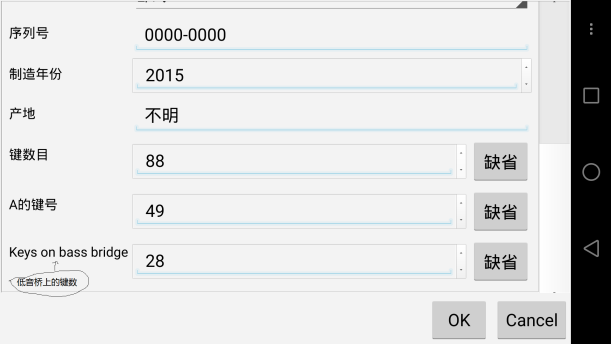 序列号 0000-0000
制造年份 2015
产地 不明
键数目 88 缺省
A的键号 49 缺省
Keys on bass bridge 28 缺省
低音桥上的键数
OK Cancel